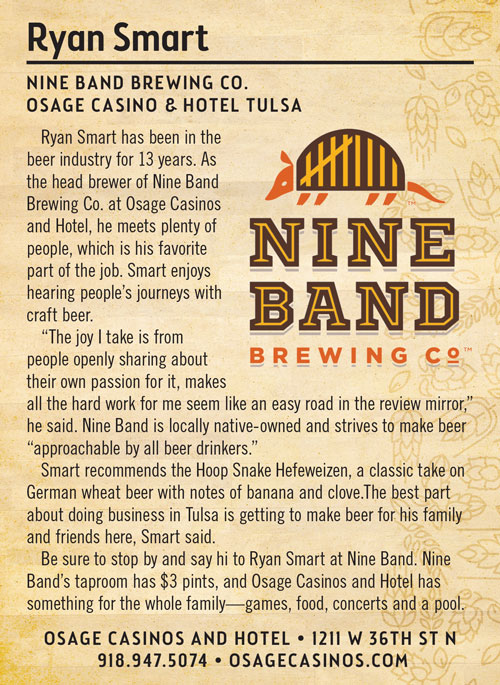 Ryan Smart
NINE BAND BREWING CO.
OSAGE CASINO & HOTEL TULSA
Ryan Smart has been in the
beer industry for 13 years. As
the head brewer of Nine Band
Brewing Co. at Osage Casinos
and Hotel, he meets plenty of
people, which is his favorite
part of the job. Smart enjoys
hearing people's journeys with
craft beer.
"The joy I take is from
people openly sharing about
their own passion for it, makes
all the hard work for me seem like an easy road in the review mirror,"
he said. Nine Band is locally native-owned and strives to make beer
"approachable by all beer drinkers."
Smart recommends the Hoop Snake Hefeweizen, a classic take on
German wheat beer with notes of banana and clove.The best part
about doing business in Tulsa is getting to make beer for his family
and friends here, Smart said.
Be sure to stop by and say hi to Ryan Smart at Nine Band. Nine
Band's taproom has $3 pints, and Osage Casinos and Hotel has
something for the whole family—games, food, concerts and a pool.
TM
NINE
BAND
BREWING Co™
OSAGE CASINOS AND HOTEL • 1211 W 36TH ST N
918.947.5074 • OSAGECASINOS.COM